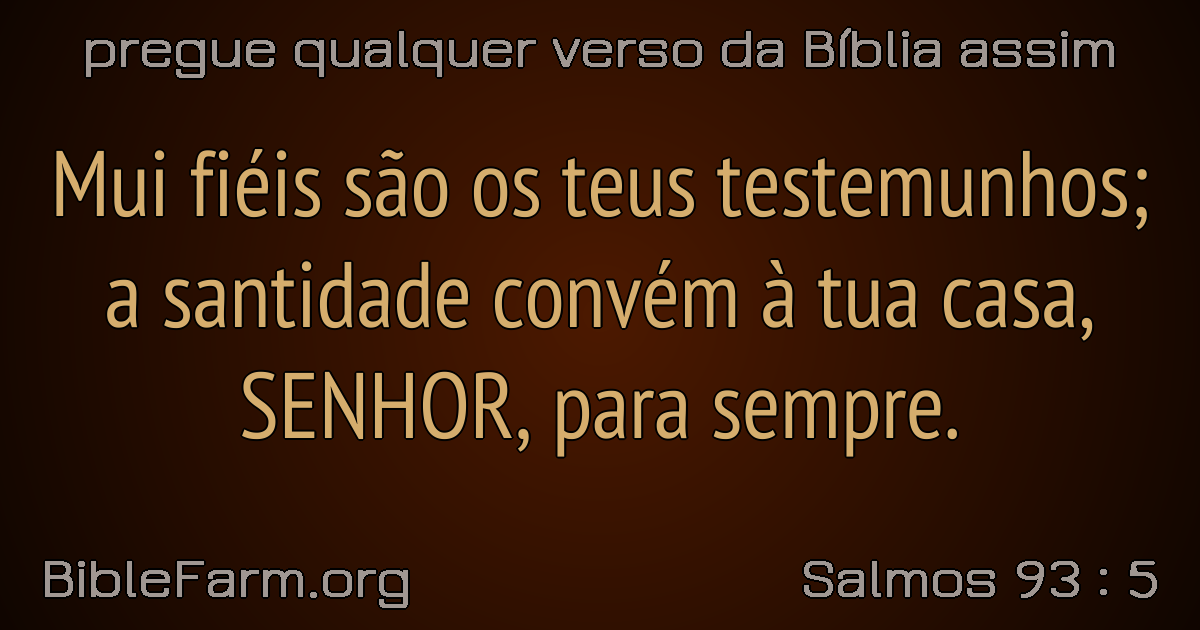 pregue qualquer verso da Bíblia assim
Mui fiéis são os teus testemunhos;
a santidade convém à tua casa,
SENHOR, para sempre.
BibleFarm.org
Salmos 93 : 5